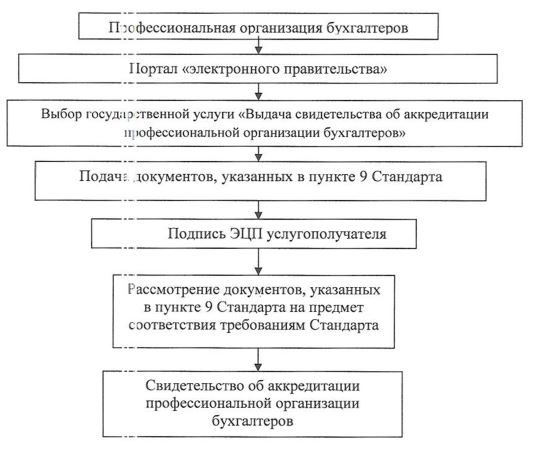 Профессиональная организация бухгалтеров
Портал «электронного правительства»
Выбор государственной услуги «Выдача свидетельства об аккредитации
профессиональной организации бухгалтеров»
Подача документов, указанных в пункте 9 Стандарта
Подпись ЭЦП услугополучателя
Рассмотрение документов, указанных
в пункте 9 Стандарта на предмет
соответствия требованиям Стандарта
Свидетельство об аккредитации
профессиональной организации
бухгалтеров